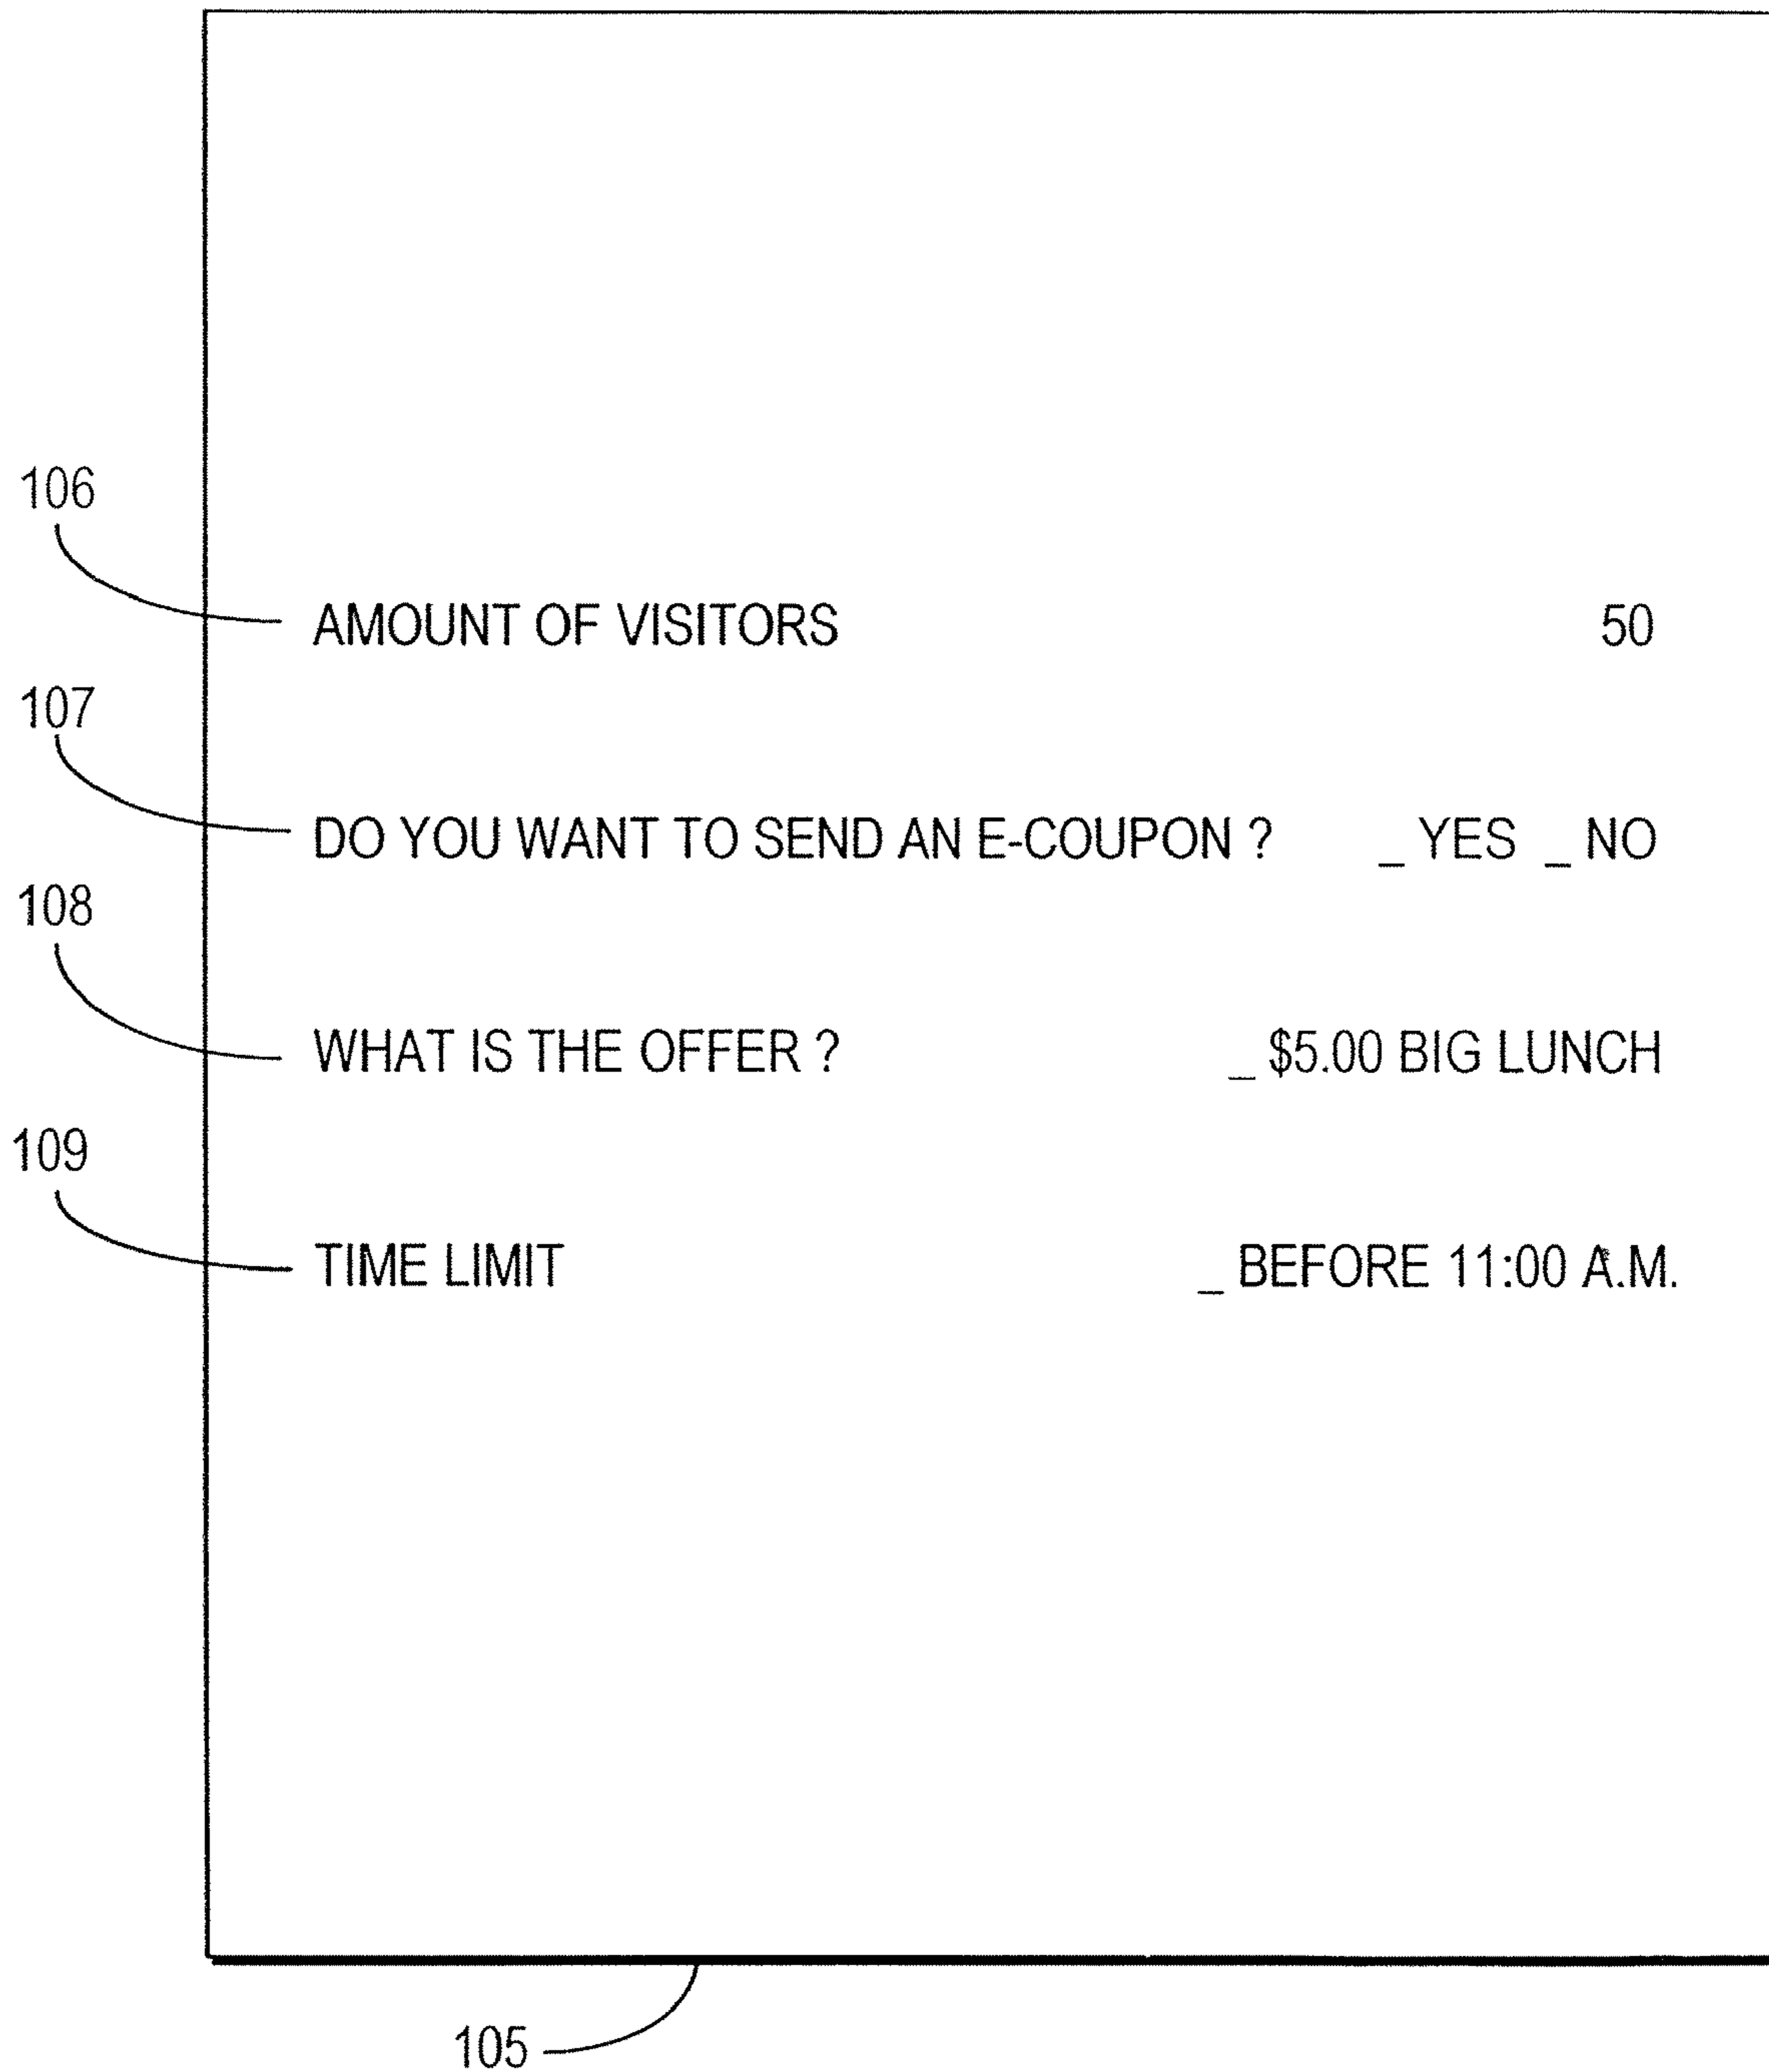 106
AMOUNT OF VISITORS 50
107
DO YOU WANT TO SEND AN E-COUPON ? _ YES _ NO
108
WHAT IS THE OFFER ? _ $5.00 BIG LUNCH
109
TIME LIMIT _ BEFORE 11:00 A.M.
105